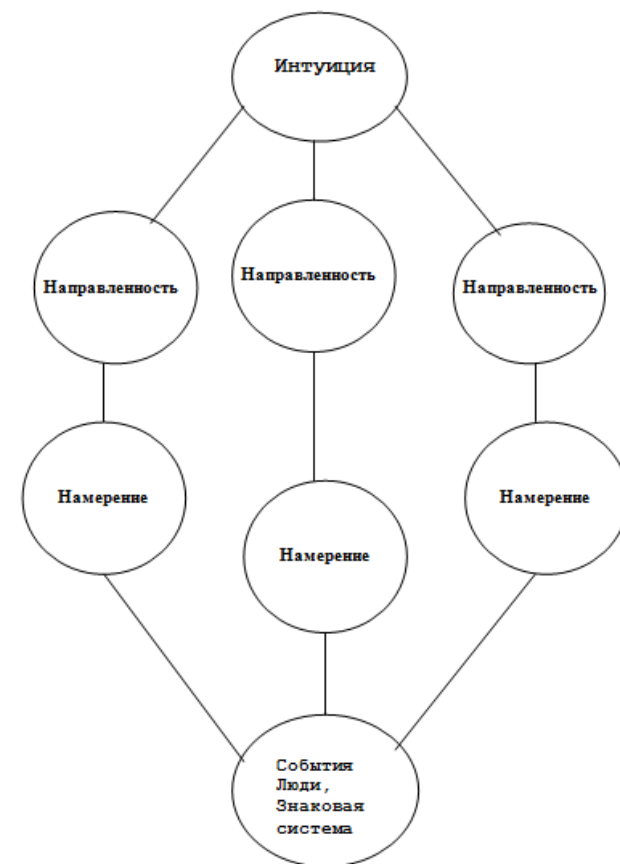 Интуиция
Направленность
Направленность
Направленность
Намерение
Намерение
Намерение
События
Люди,
Знаковая
система